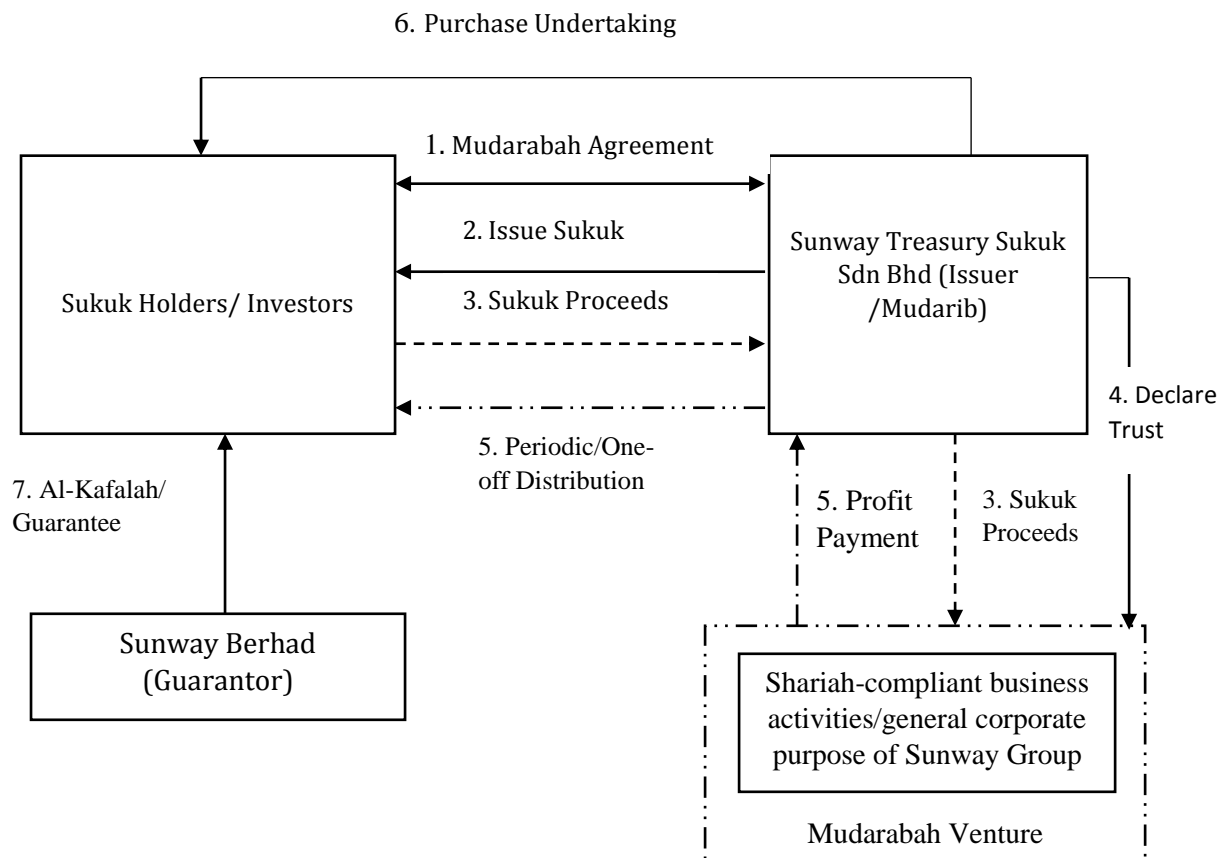 6. Purchase Undertaking
1. Mudarabah Agreement
2. Issue Sukuk
Sukuk Holders/ Investors
3. Sukuk Proceeds
Sunway Treasury Sukuk
Sdn Bhd (Issuer
/Mudarib)
4. Declare
Trust
5. Periodic/One-
off Distribution
7. Al-Kafalah/
Guarantee
5. Profit
Payment
3. Sukuk
Proceeds
Sunway Berhad
(Guarantor)
Shariah-compliant business
activities/general corporate
purpose of Sunway Group
Mudarabah Venture